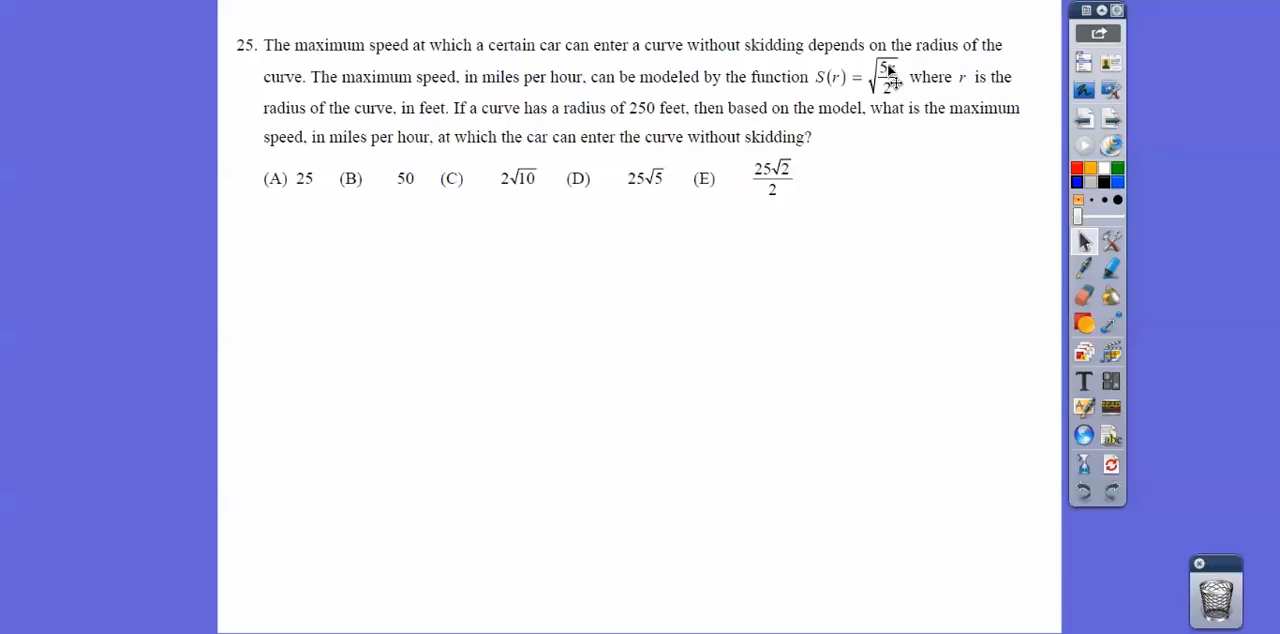 25. The maximum speed at which a certain car can enter a curve without skidding depends on the radius of the
curve. The maximum speed, in miles per hour, can be modeled by the function S(r) = √(5r/2), where r is the
radius of the curve, in feet. If a curve has a radius of 250 feet, then based on the model, what is the maximum
speed, in miles per hour, at which the car can enter the curve without skidding?
(A) 25 (B) 50 (C) 2√10 (D) 25√5 (E) 25√2/2
T
READ
abc